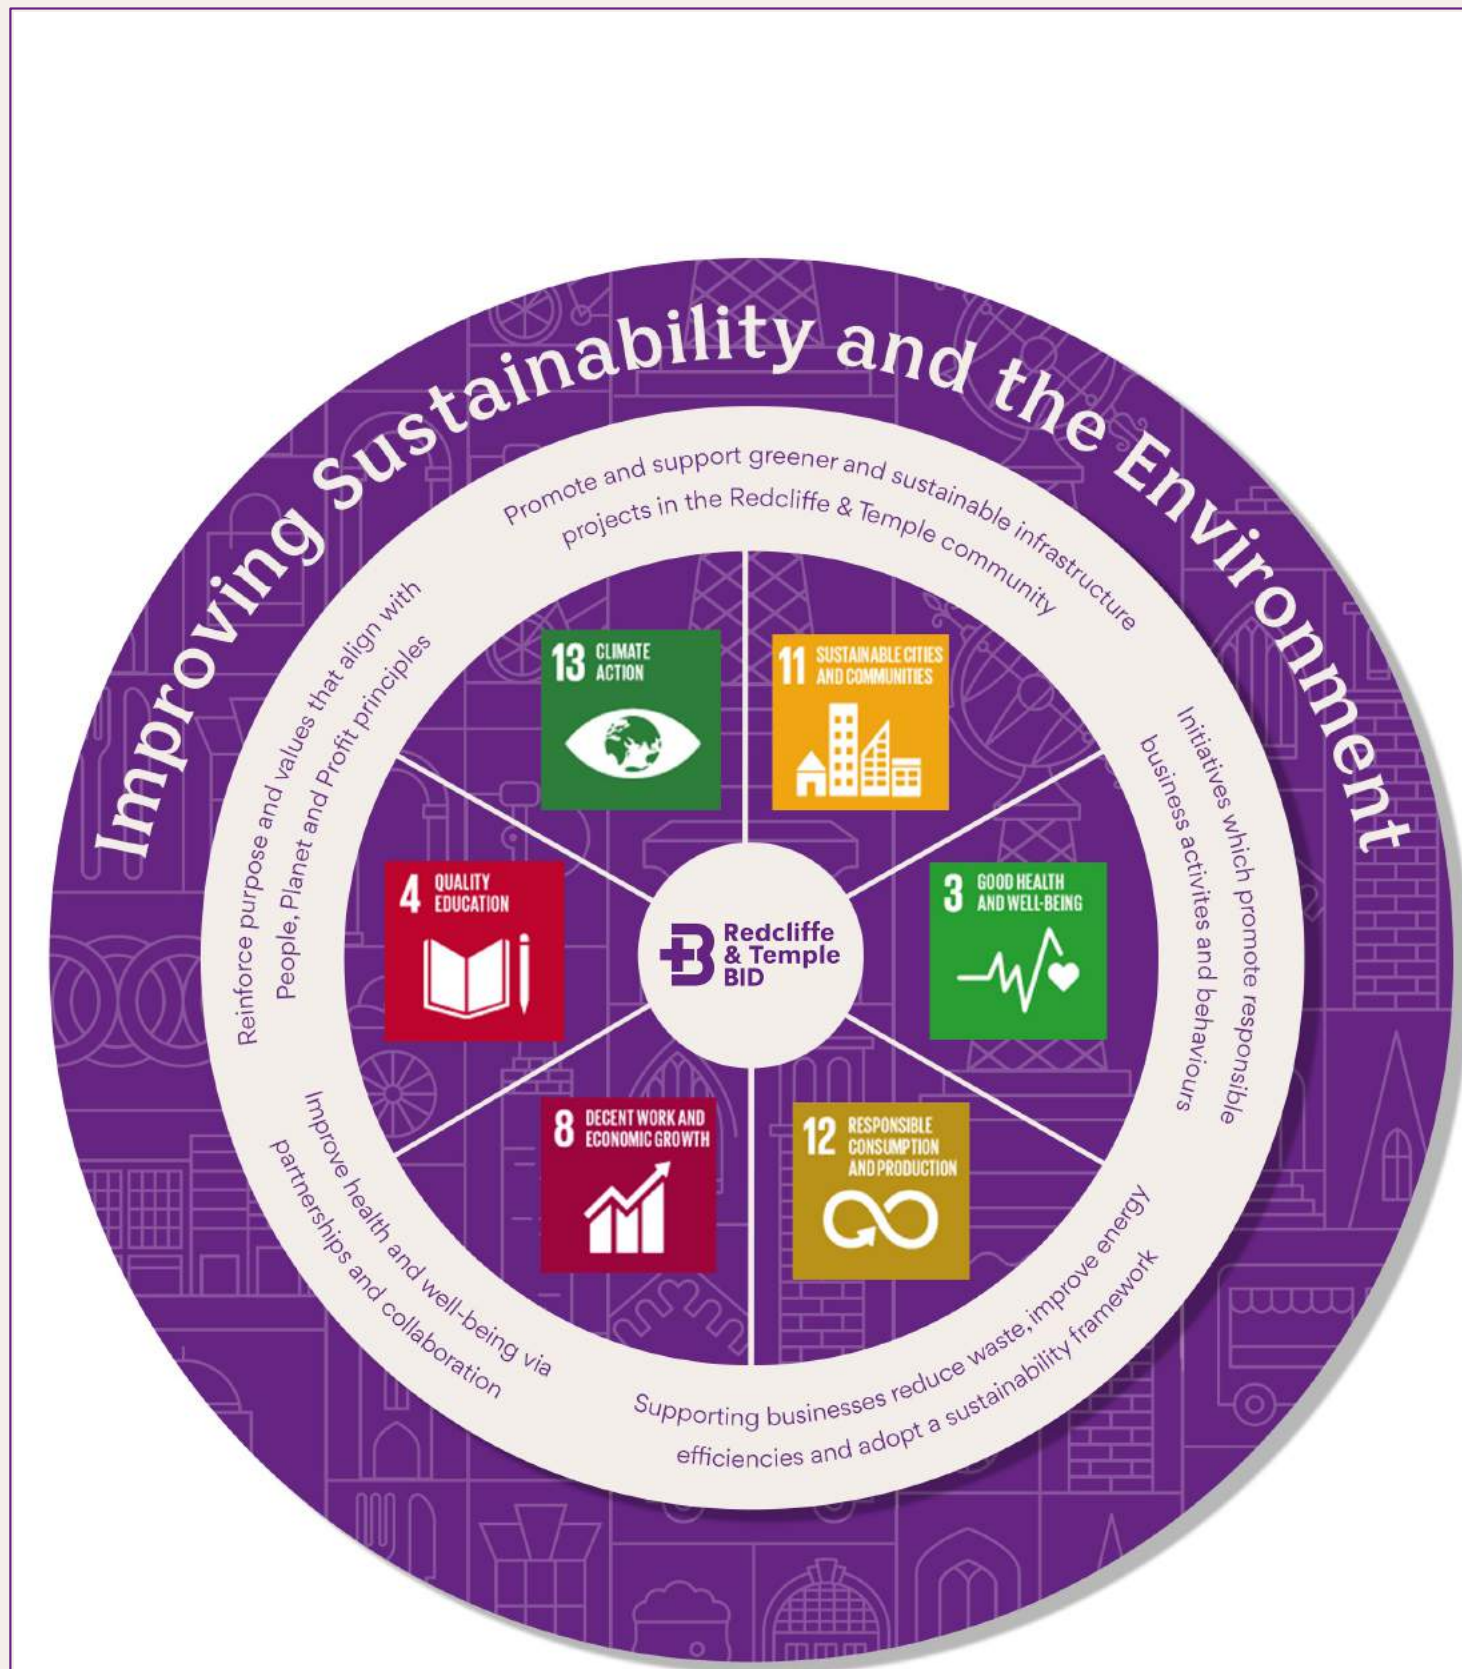 Improving Sustainability and the Environment
Promote and support greener and sustainable infrastructure
projects in the Redcliffe & Temple community
Initiatives which promote responsible
business activites and behaviours
Supporting businesses reduce waste, improve energy
efficiencies and adopt a sustainability framework
Improve health and well-being via
partnerships and collaboration
Reinforce purpose and values that align with
People, Planet and Profit principles
13 CLIMATE
ACTION
11 SUSTAINABLE CITIES
AND COMMUNITIES
4 QUALITY
EDUCATION
3 GOOD HEALTH
AND WELL-BEING
8 DECENT WORK AND
ECONOMIC GROWTH
12 RESPONSIBLE
CONSUMPTION
AND PRODUCTION
Redcliffe
& Temple
BID